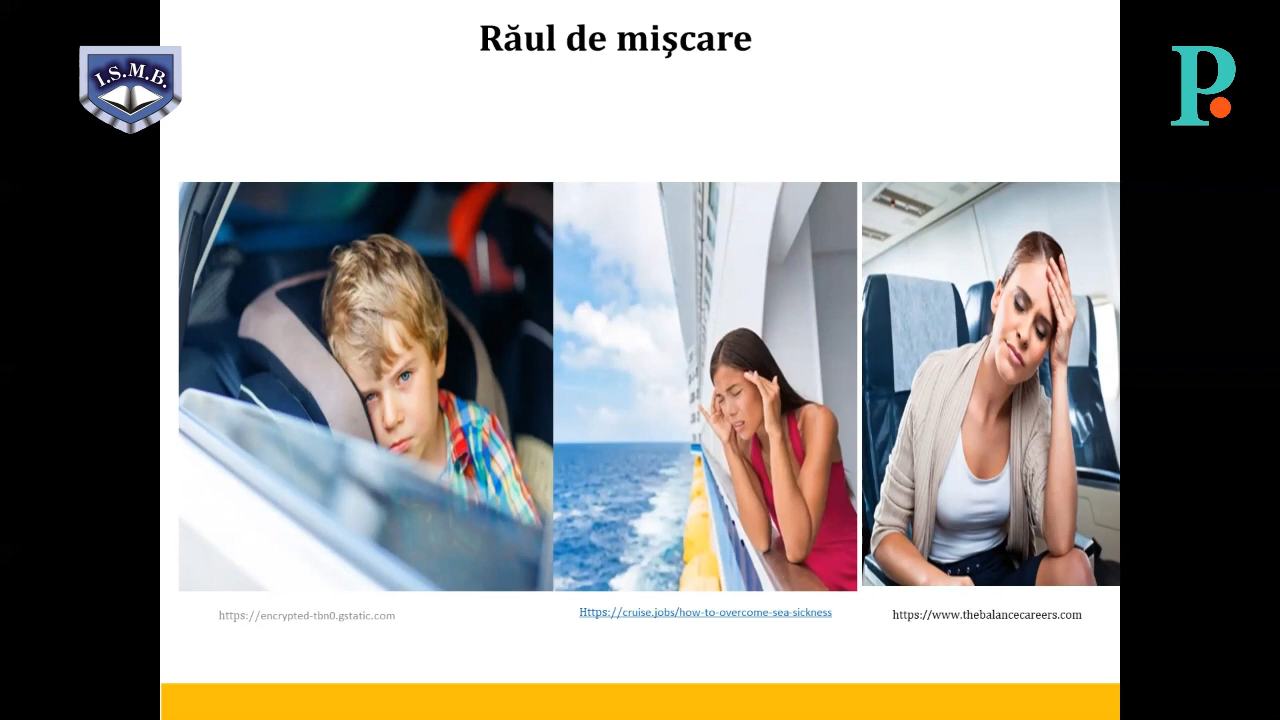 Răul de mişcare
I.S.M.B.
P.
https://encrypted-tbn0.gstatic.com
Https://cruise.jobs/how-to-overcome-sea-sickness
https://www.thebalancecareers.com